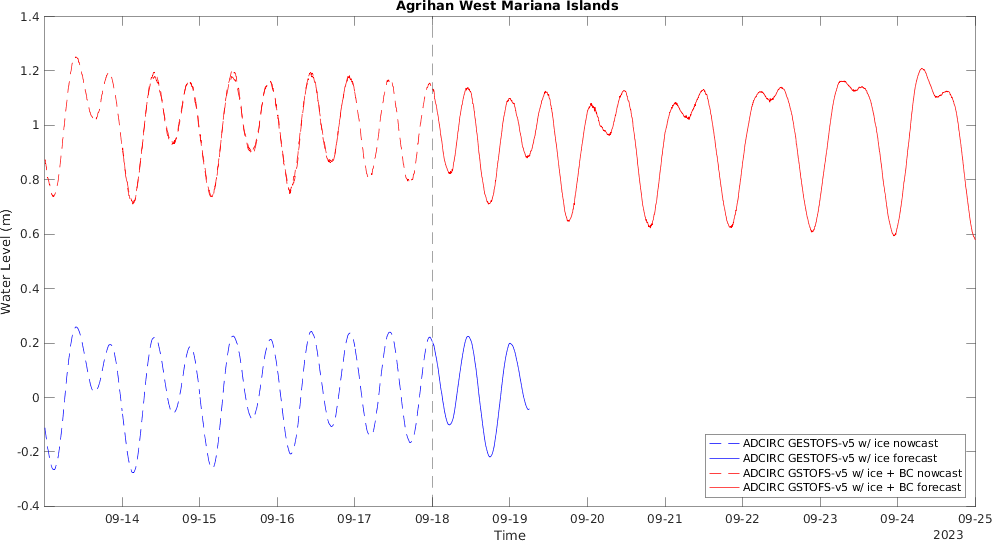 Agrihan West Mariana Islands
1.4
1.2
1
0.8
0.6
0.4
0.2
0
-0.2
-0.4
Water Level (m)
ADCIRC GESTOFS-v5 w/ ice nowcast
ADCIRC GESTOFS-v5 w/ ice forecast
ADCIRC GSTOFS-v5 w/ ice + BC nowcast
ADCIRC GSTOFS-v5 w/ ice + BC forecast
09-14 09-15 09-16 09-17 09-18 09-19 09-20 09-21 09-22 09-23 09-24 09-25
Time
2023